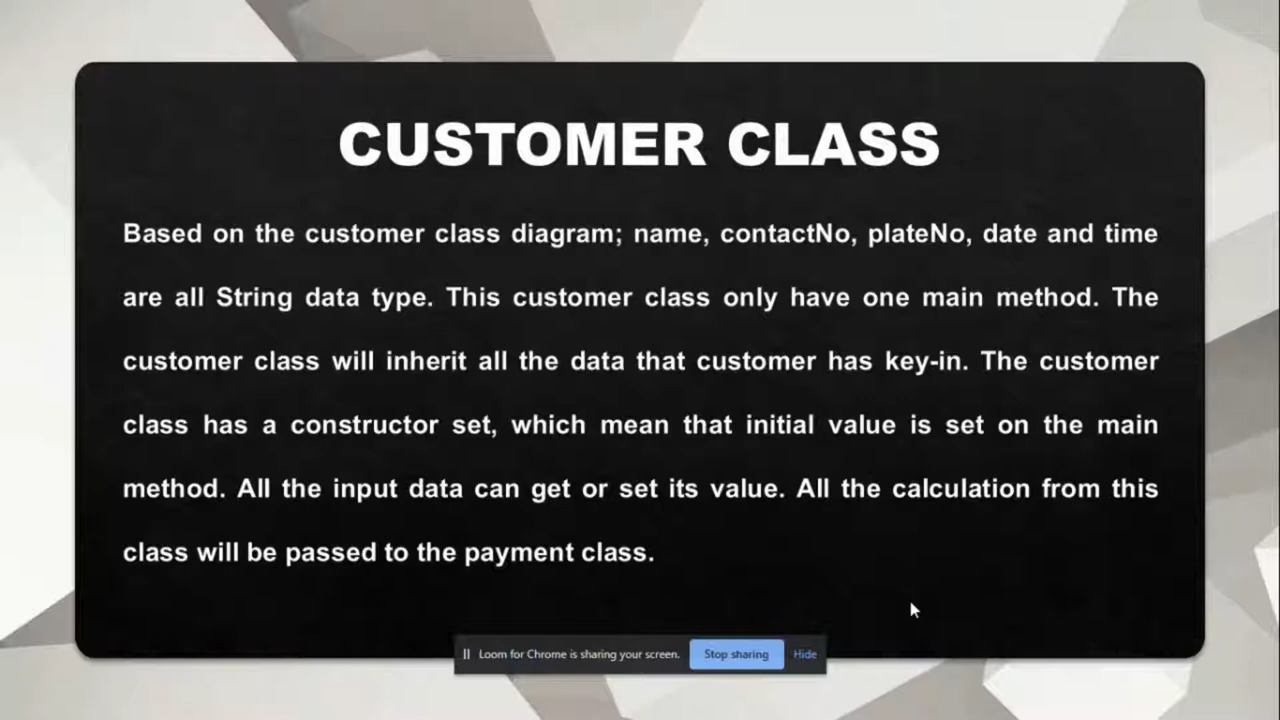 CUSTOMER CLASS
Based on the customer class diagram; name, contactNo, plateNo, date and time
are all String data type. This customer class only have one main method. The
customer class will inherit all the data that customer has key-in. The customer
class has a constructor set, which mean that initial value is set on the main
method. All the input data can get or set its value. All the calculation from this
class will be passed to the payment class.
Loom for Chrome is sharing your screen. Stop sharing Hide